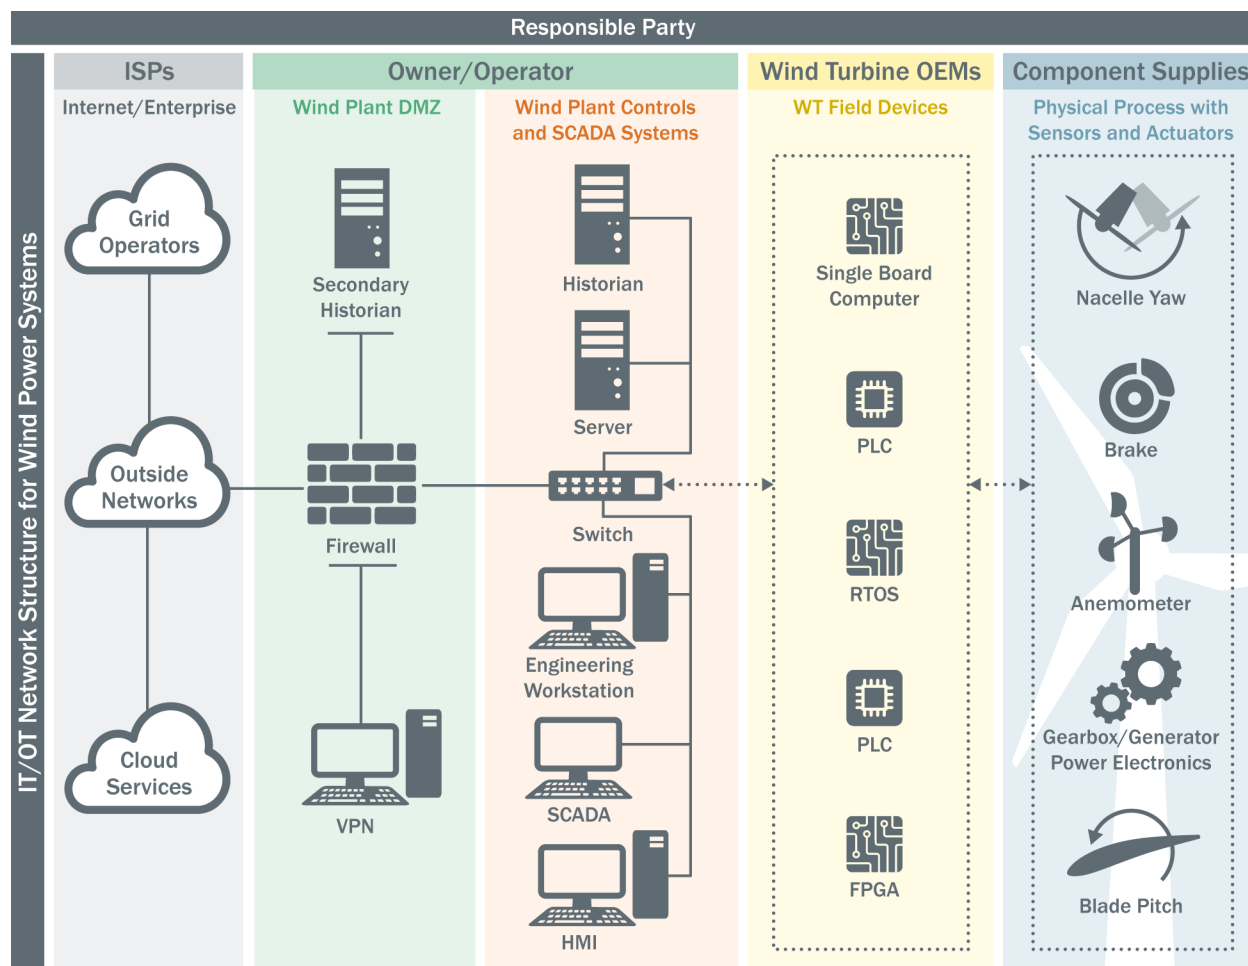 Responsible Party
IT/OT Network Structure for Wind Power Systems
ISPs
Internet/Enterprise
Grid
Operators
Outside
Networks
Cloud
Services
Owner/Operator
Wind Plant DMZ
Secondary
Historian
Firewall
VPN
Wind Plant Controls
and SCADA Systems
Historian
Server
Switch
Engineering
Workstation
SCADA
HMI
Wind Turbine OEMs
WT Field Devices
Single Board
Computer
PLC
RTOS
PLC
FPGA
Component Supplies
Physical Process with
Sensors and Actuators
Nacelle Yaw
Brake
Anemometer
Gearbox/Generator
Power Electronics
Blade Pitch